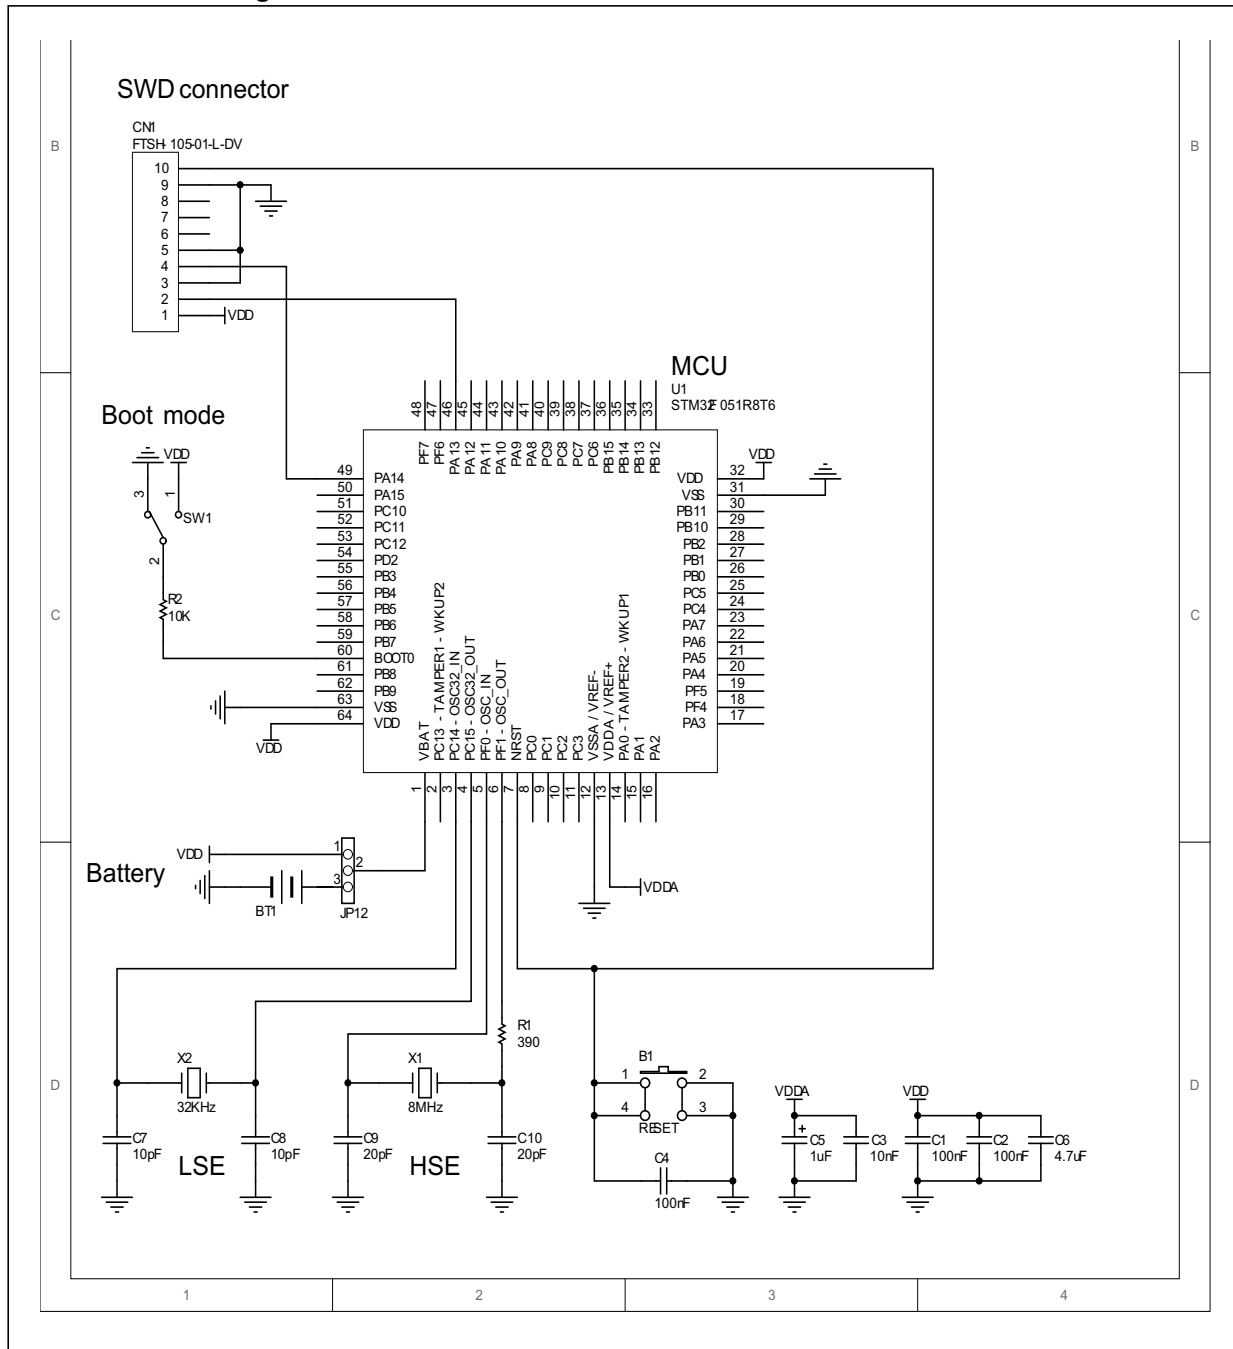 SWD connector
CN1
FTSH- 105-01-L-DV
10
9
8
7
6
5
4
3
2
1
VDD
B
B
MCU
U1
STM32F 051R8T6
Boot mode
VDD
3
1
SW1
2
R2
10K
48
47
46
45
44
43
42
41
40
39
38
37
36
35
34
33
PF7
PF6
PA13
PA12
PA11
PA10
PA9
PA8
PC9
PC8
PC7
PC6
PB15
PB14
PB13
PB12
49 PA14
50 PA15
51 PC10
52 PC11
53 PC12
54 PD2
55 PB3
56 PB4
57 PB5
58 PB6
59 PB7
60 BOOT0
61 PB8
62 PB9
63 VSS
64 VDD
VDD
VDD
VDD 32
VSS 31
PB11 30
PB10 29
PB2 28
PB1 27
PB0 26
PC5 25
PC4 24
PA7 23
PA6 22
PA5 21
PA4 20
PF5 19
PF4 18
PA3 17
C
C
VBAT
PC13 - TAMPER1 - WKUP2
PC14 - OSC32_IN
PC15 - OSC32_OUT
PF0 - OSC_IN
PF1 - OSC_OUT
NRST
PC0
PC1
PC2
PC3
VSSA / VREF-
VDDA / VREF+
PA0 - TAMPER2 - WKUP1
PA1
PA2
1
2
3
4
5
6
7
8
9
10
11
12
13
14
15
16
Battery
VDD
1
2
3
BT1
JP12
VDDA
R1
390
X2
32KHz
X1
8MHz
C7
10pF
LSE
C8
10pF
C9
20pF
HSE
C10
20pF
B1
1
2
4
3
RESET
C4
100nF
VDDA
+
C5
1uF
C3
10nF
VDD
C1
100nF
C2
100nF
C6
4.7uF
D
D
1
2
3
4